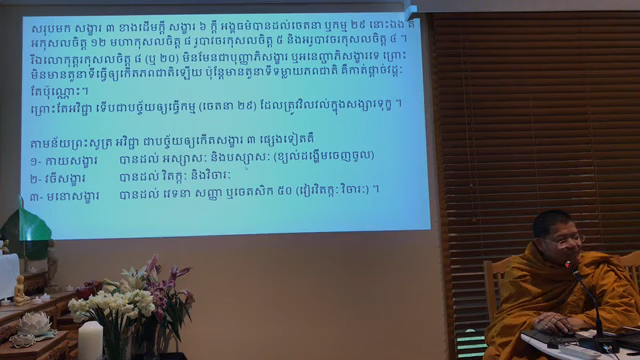 សរុបមក សង្ខារ ៣ ខាងដើមក្តី សង្ខារ ៦ ក្តី អង្គធម៌បានដល់ចេតនា ឬកម្ម ២៩ នោះឯង គឺ
អកុសលចិត្ត ១២ មហាកុសលចិត្ត ៨ រូបាវចរកុសលចិត្ត ៥ និងអរូបាវចរកុសលចិត្ត ៤ ។
រីឯលោកុត្តរកុសលចិត្ត ៨ (ឬ ២០) មិនមែនជាបុញ្ញាភិសង្ខារ ឬអនេញ្ជាភិសង្ខារទេ ព្រោះ
មិនមានតួនាទីធ្វើឲ្យកើតភពជាតិឡើយ ប៉ុន្តែមានតួនាទីទម្លាយភពជាតិ គឺកាត់ផ្តាច់វដ្តៈ
តែប៉ុណ្ណោះ។
ព្រោះតែអវិជ្ជា ទើបជាបច្ច័យឲ្យធ្វើកម្ម (ចេតនា ២៩) ដែលត្រូវវិលវល់ក្នុងសង្សារទុក្ខ ។
តាមន័យព្រះសូត្រ អវិជ្ជា ជាបច្ច័យឲ្យកើតសង្ខារ ៣ ផ្សេងទៀតគឺ
១- កាយសង្ខារ បានដល់ អស្សាសៈ និងបស្សាសៈ (ខ្យល់ដង្ហើមចេញចូល)
២- វចីសង្ខារ បានដល់ វិតក្កៈ និងវិចារៈ
៣- មនោសង្ខារ បានដល់ វេទនា សញ្ញា ឬចេតសិក ៥០ (វៀរវិតក្កៈ វិចារៈ) ។